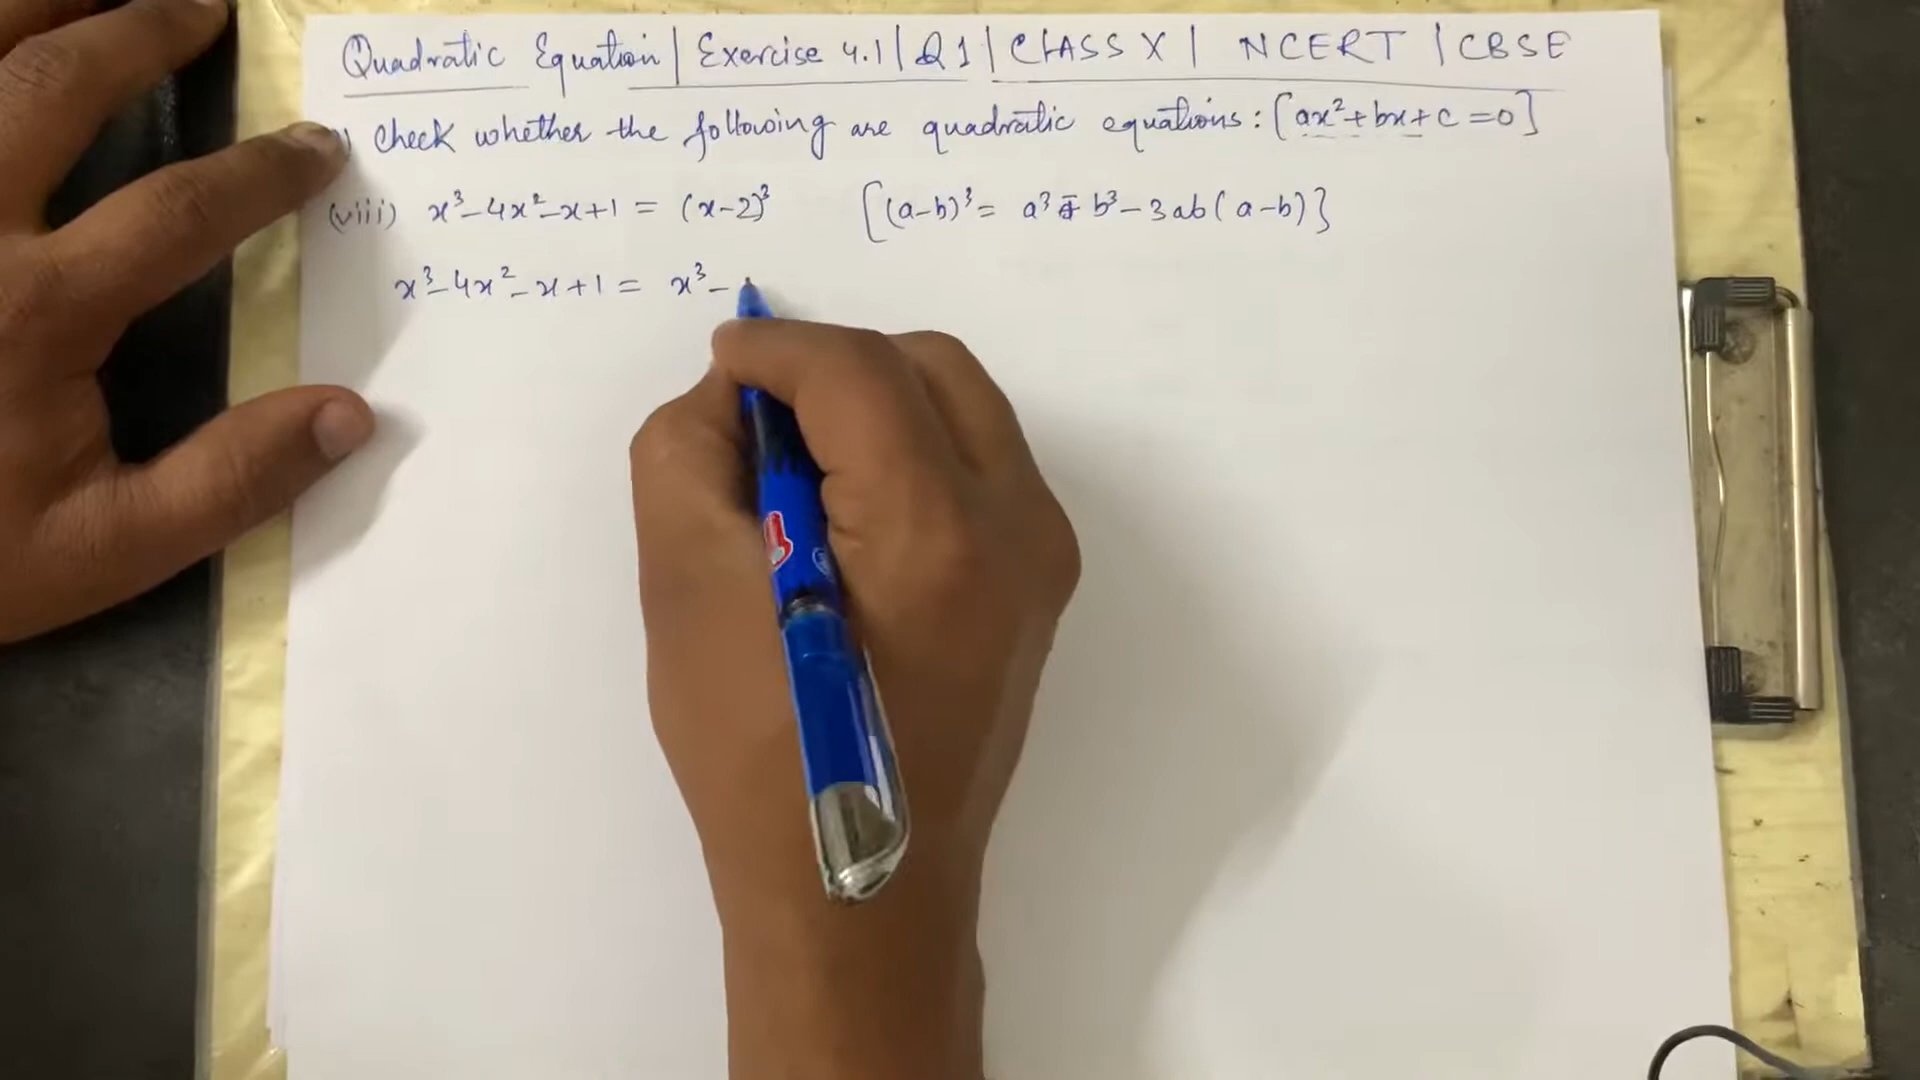 Quadratic Equation | Exercise 4.1 | Q1 | CLASS X | NCERT | CBSE
) Check whether the following are quadratic equations: [ax²+bx+c=0]
(viii) x³-4x²-x+1 = (x-2)³ [(a-b)³= a³ - b³-3ab(a-b)}
x³-4x²-x+1 = x³-